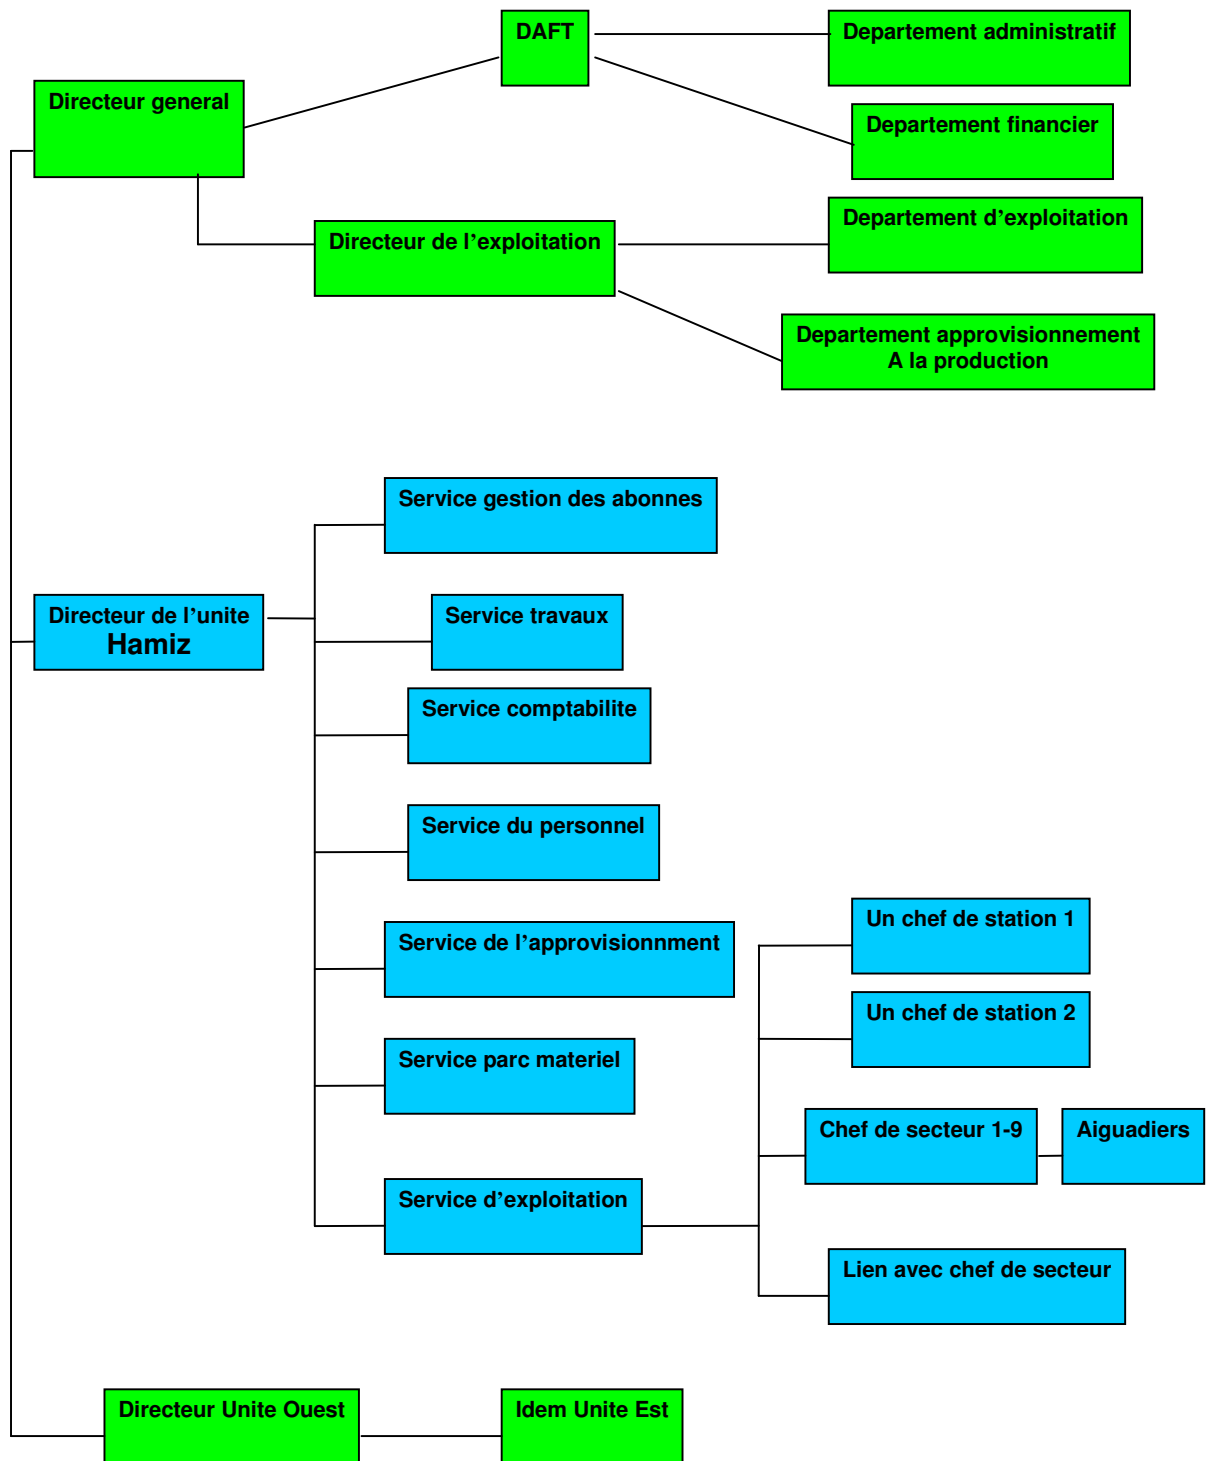 DAFT
Departement administratif
Directeur general
Departement financier
Departement d’exploitation
Directeur de l’exploitation
Departement approvisionnement
A la production
Service gestion des abonnes
Directeur de l’unite
Hamiz
Service travaux
Service comptabilite
Service du personnel
Un chef de station 1
Service de l’approvisionnment
Un chef de station 2
Service parc materiel
Chef de secteur 1-9
Aiguadiers
Service d’exploitation
Lien avec chef de secteur
Directeur Unite Ouest
Idem Unite Est